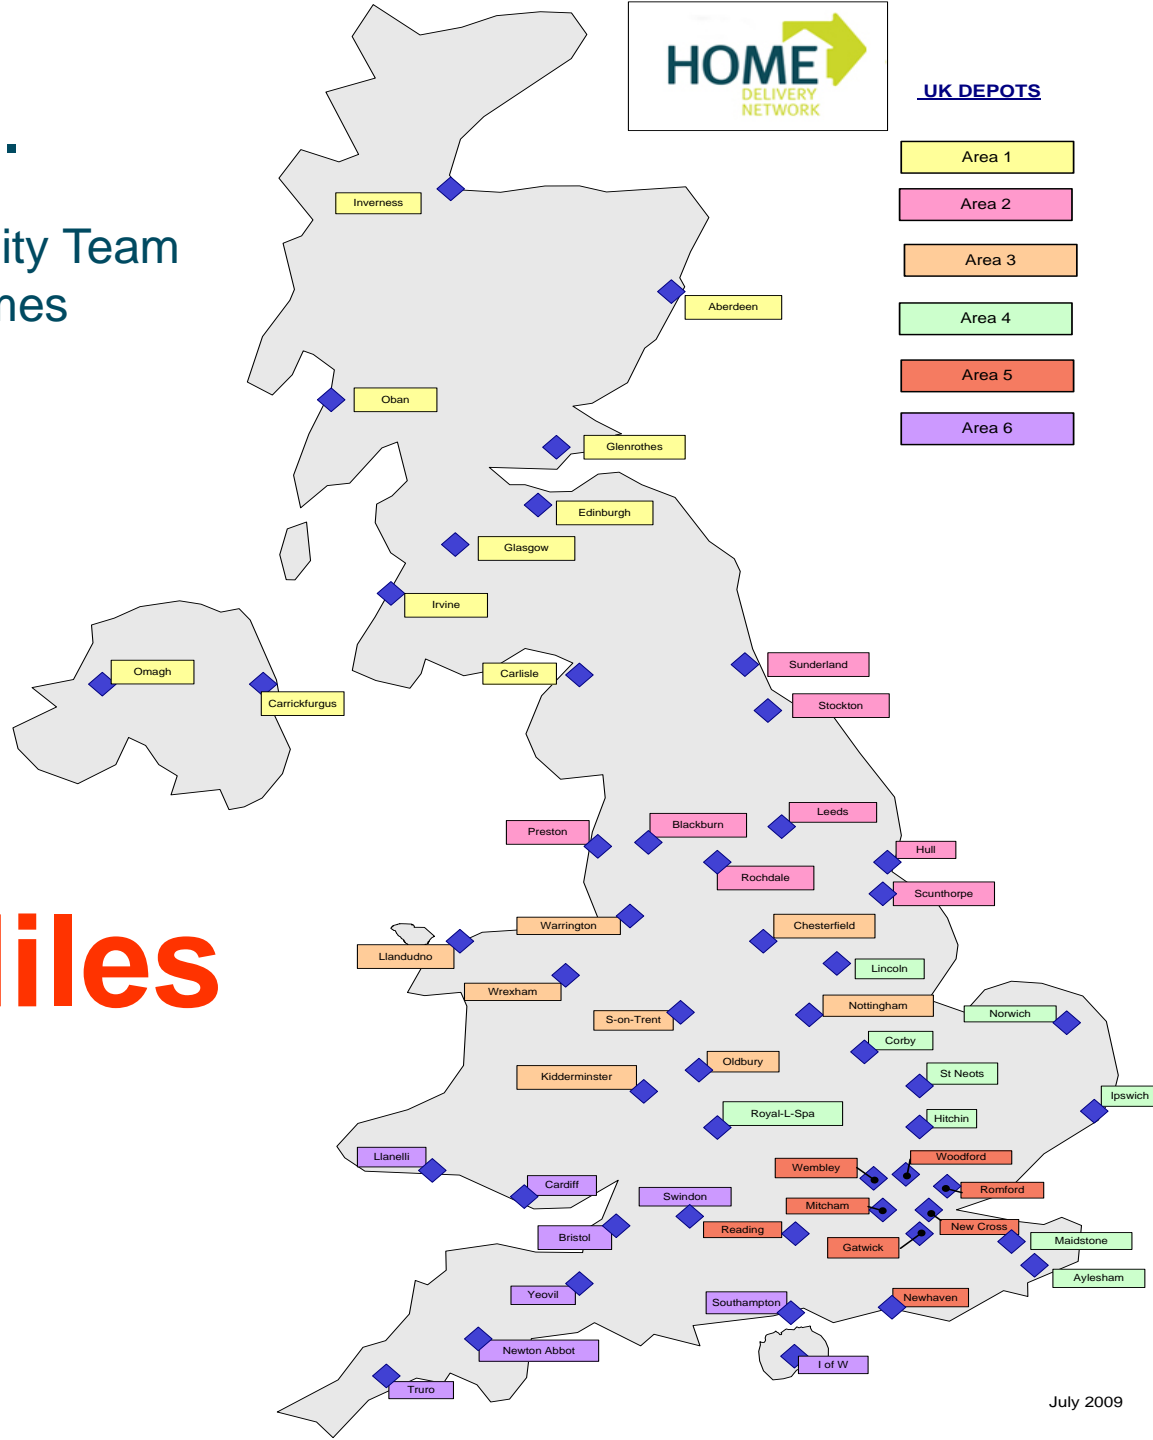 HOME
DELIVERY
NETWORK
UK DEPOTS
.
Area 1
Area 2
Inverness
ity Team
Area 3
mes
Aberdeen
Area 4
Area 5
Oban
Area 6
Glenrothes
Edinburgh
Glasgow
Irvine
Omagh
Carrickfurgus
Carlisle
Sunderland
Stockton
Leeds
Blackburn
Preston
Hull
Rochdale
Scunthorpe
Warrington
Chesterfield
Llandudno
Lincoln
Wrexham
liles
Nottingham
Norwich
S-on-Trent
Corby
Oldbury
St Neots
Kidderminster
Ipswich
Royal-L-Spa
Hitchin
Llanelli
Woodford
Wembley
Cardiff
Romford
Swindon
Mitcham
New Cross
Reading
Bristol
Gatwick
Maidstone
Aylesham
Yeovil
Southampton
Newhaven
Newton Abbot
I of W
Truro
July 2009